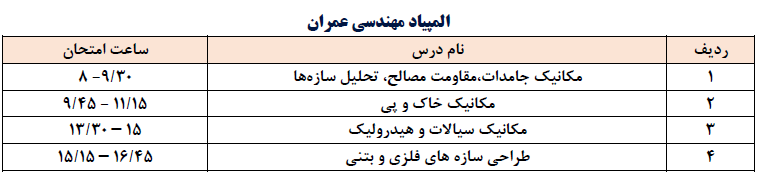 المپیاد مهندسی عمران
ردیف نام درس ساعت امتحان
۱ مکانیک جامدات،مقاومت مصالح، تحلیل سازه‌ها ۸ -۹/۳۰
۲ مکانیک خاک و پی ۹/۴۵ - ۱۱/۱۵
۳ مکانیک سیالات و هیدرولیک ۱۳/۳۰ – ۱۵
۴ طراحی سازه های فلزی و بتنی ۱۵/۱۵ – ۱۶/۴۵